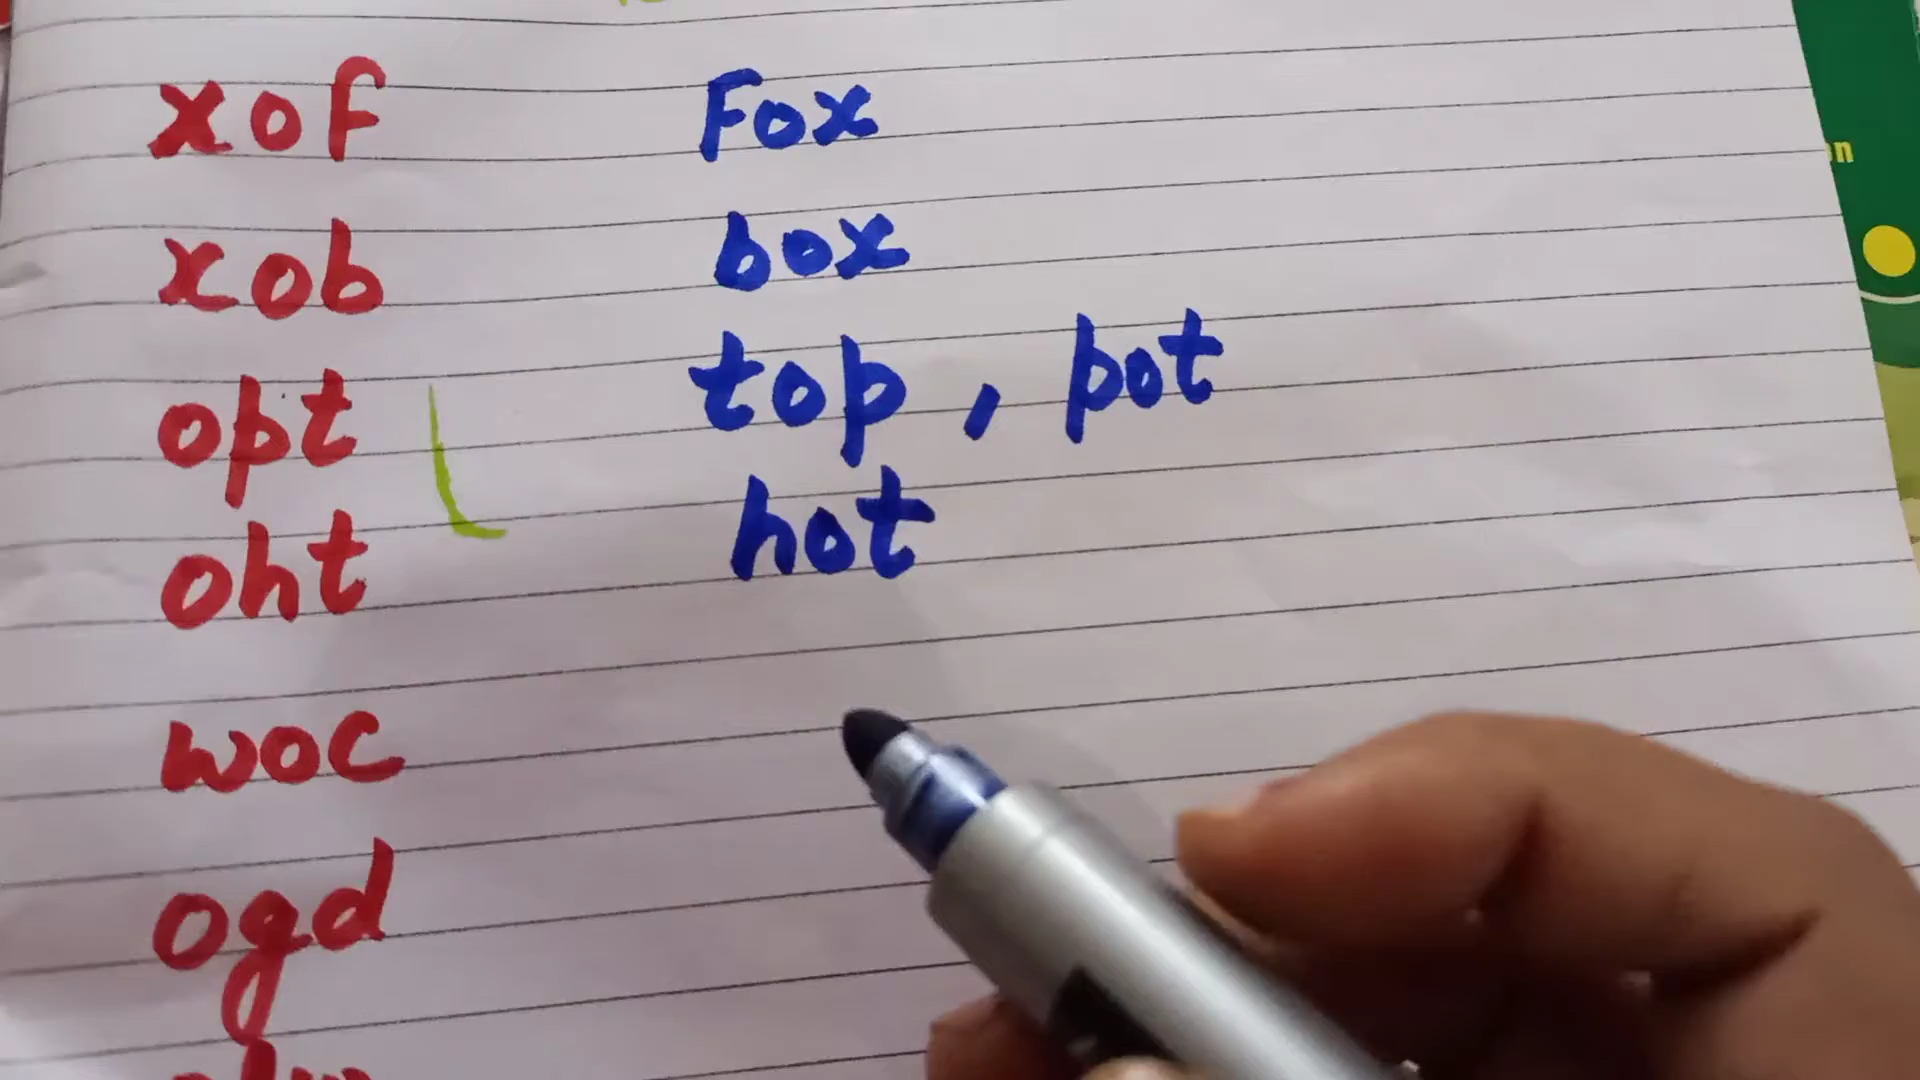 xof Fox
xob box
opt top, pot
oht hot
woc
ogd